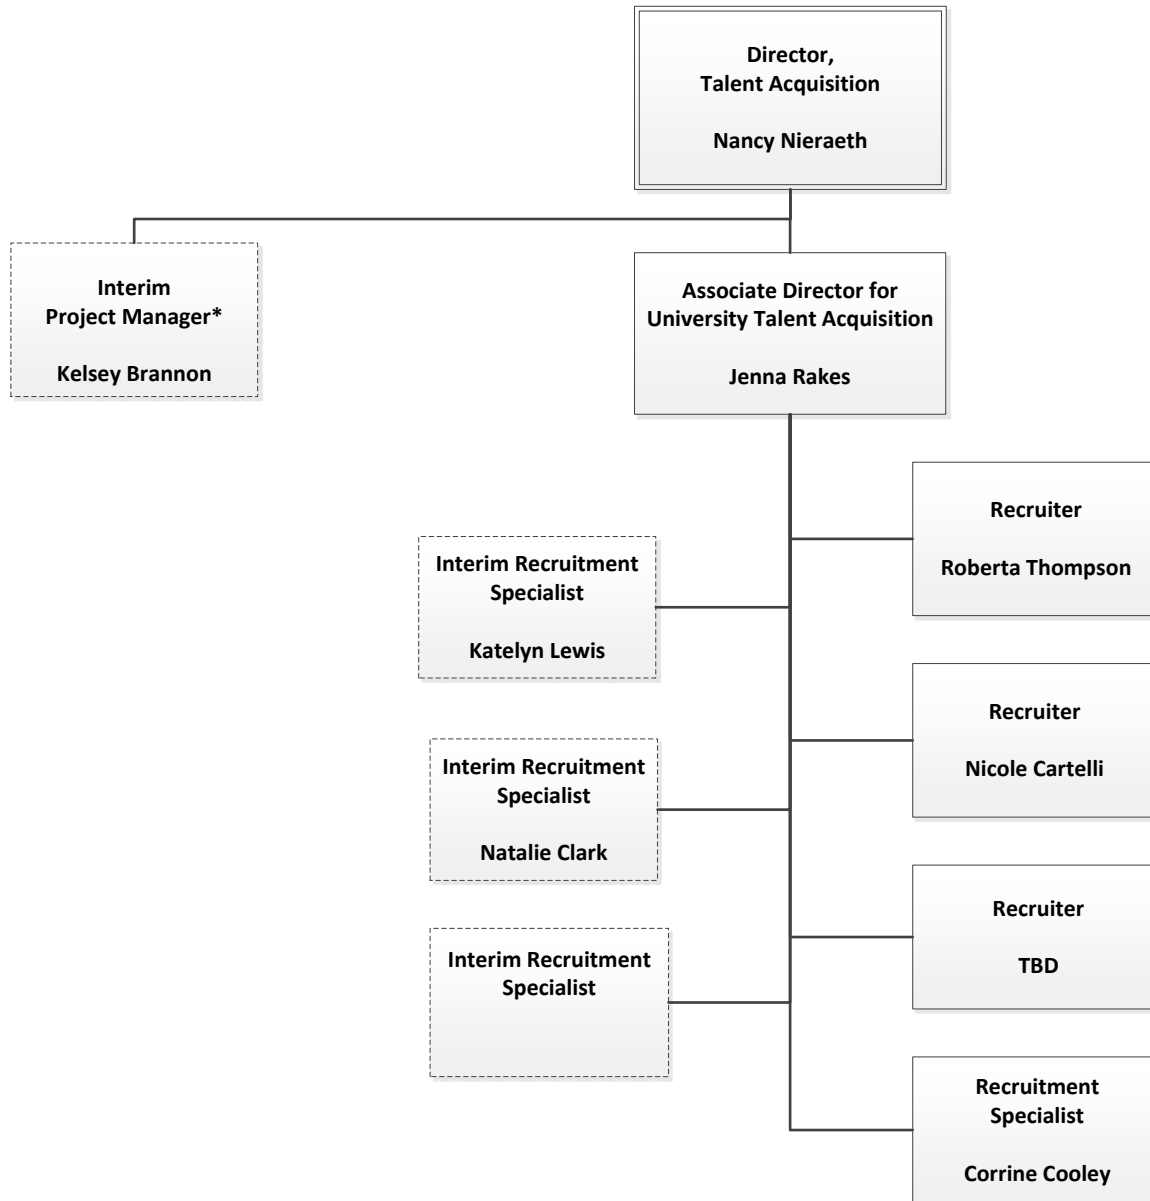 Director,
Talent Acquisition
Nancy Nieraeth
Interim
Project Manager*
Kelsey Brannon
Associate Director for
University Talent Acquisition
Jenna Rakes
Recruiter
Roberta Thompson
Interim Recruitment
Specialist
Katelyn Lewis
Recruiter
Nicole Cartelli
Interim Recruitment
Specialist
Natalie Clark
Recruiter
TBD
Interim Recruitment
Specialist
Recruitment
Specialist
Corrine Cooley